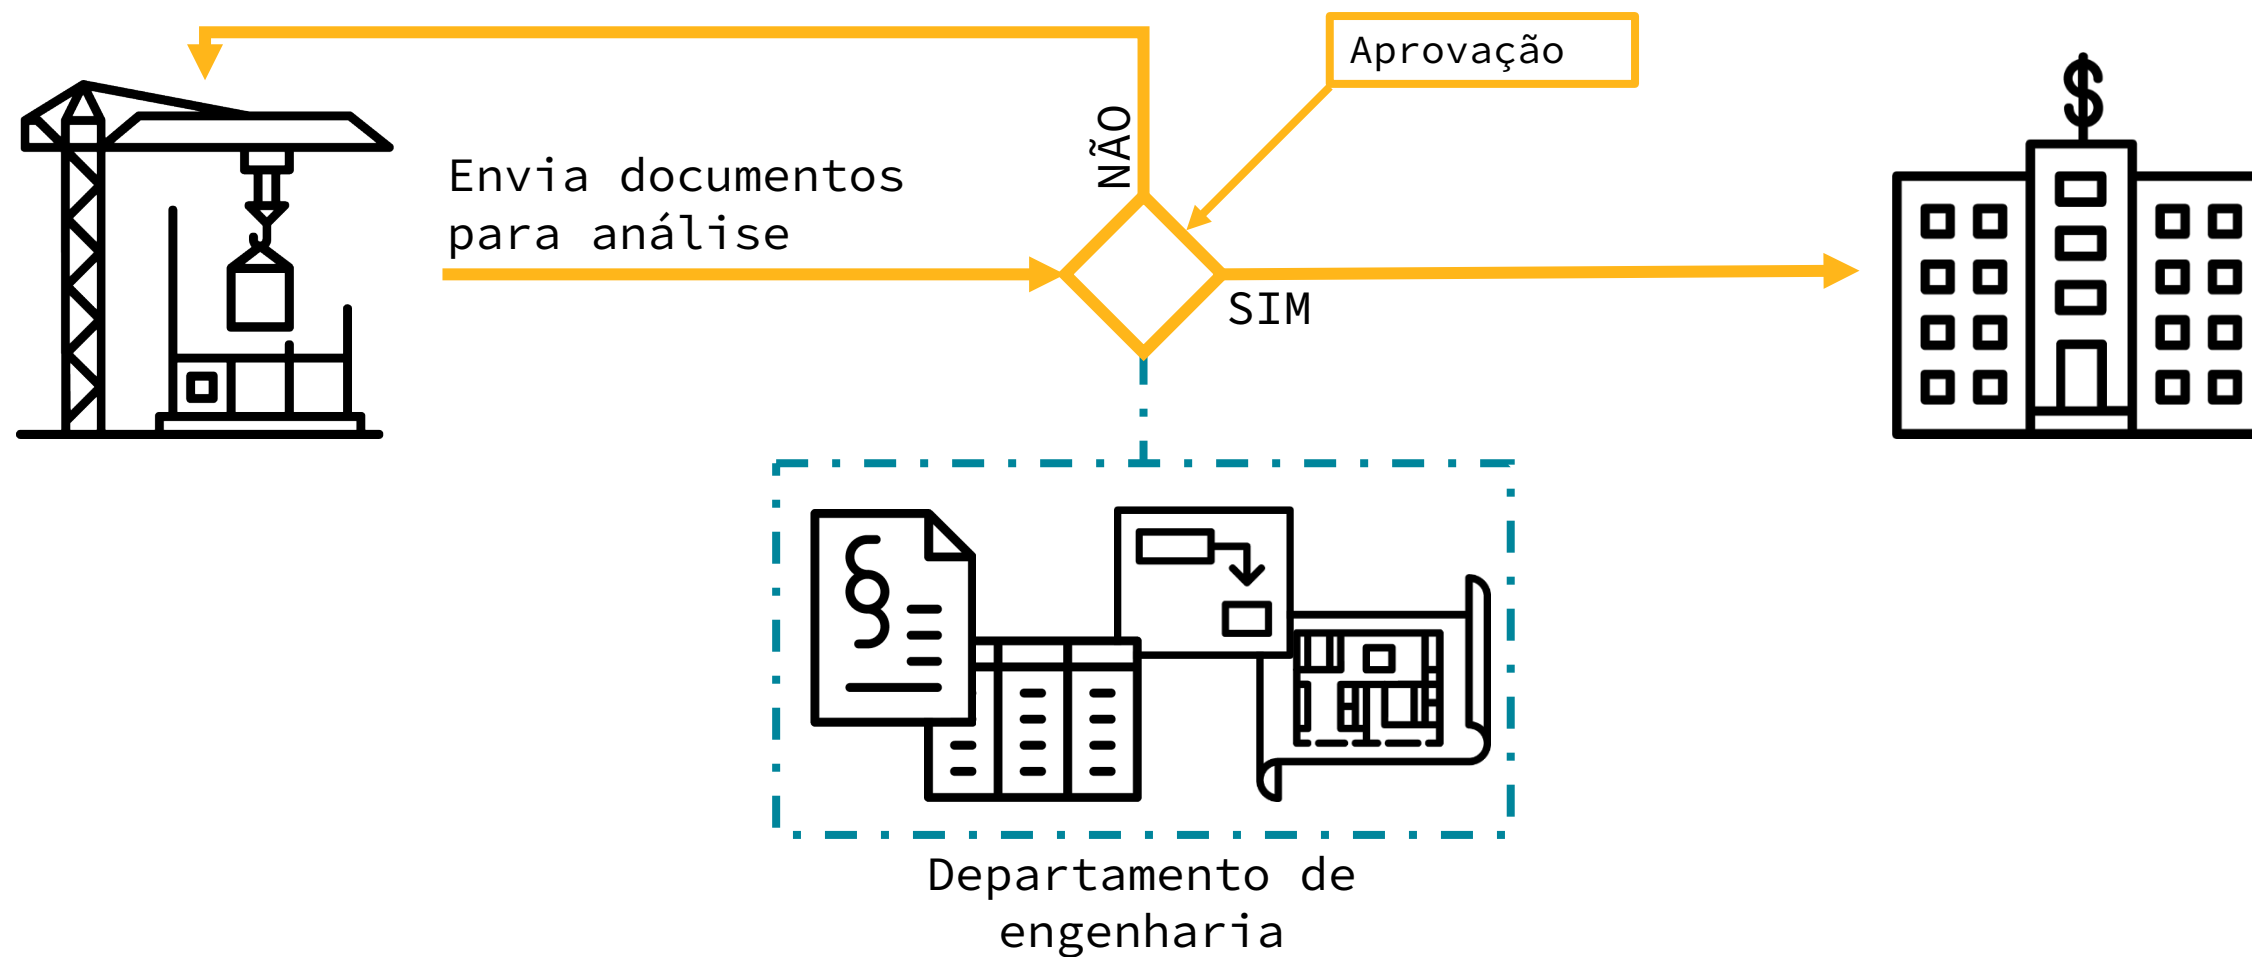 Aprovação
NÃO
Envia documentos
para análise
SIM
Departamento de
engenharia